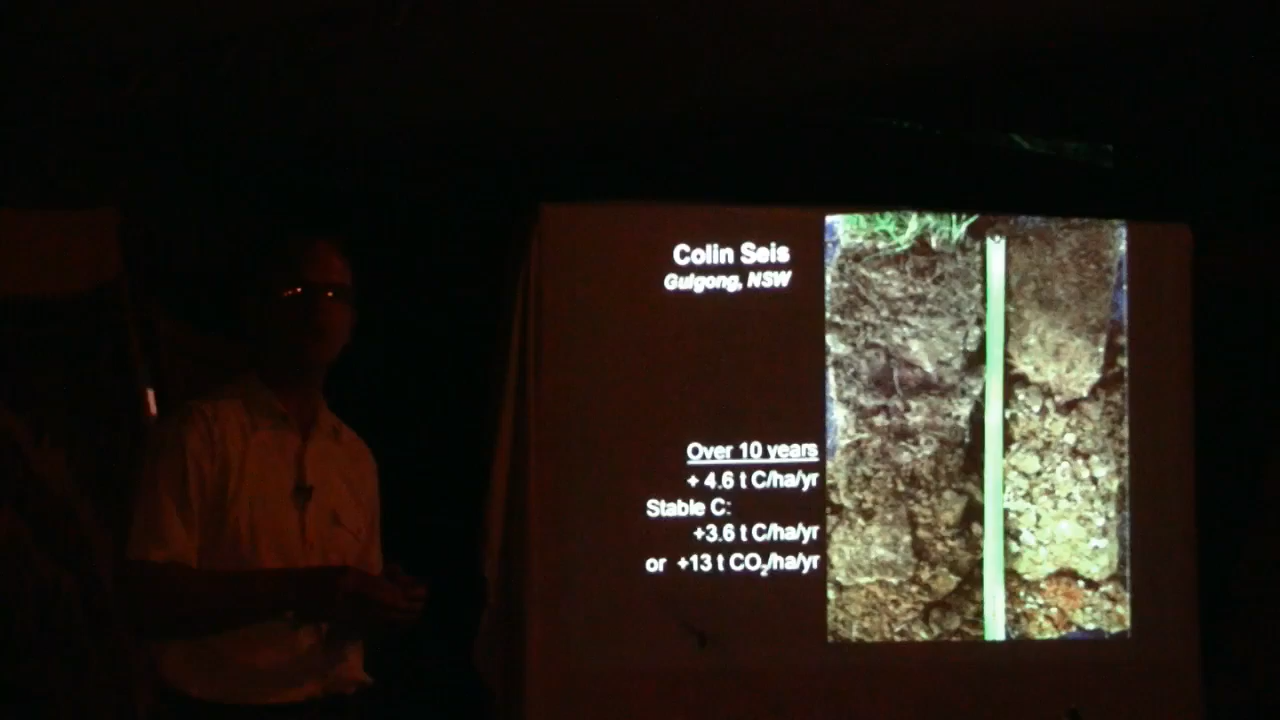 Colin Seis
Gulgong, NSW
Over 10 years
+ 4.6 t C/ha/yr
Stable C:
+3.6 t C/ha/yr
or +13 t CO₂/ha/yr